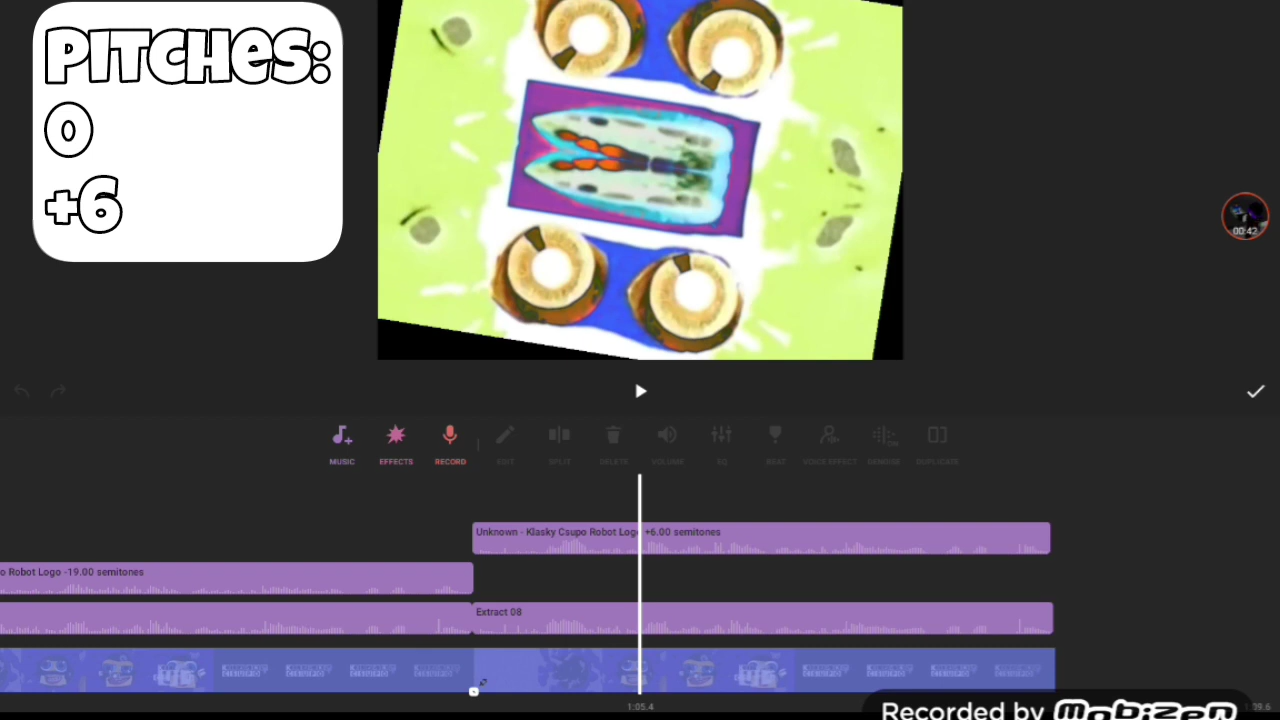 PITCHES:
0
+6
00:42
MUSIC
EFFECTS
RECORD
EDIT
SPLIT
DELETE
VOLUME
EQ
BEAT
VOICE EFFECT
DENOISE
DUPLICATE
Unknown - Klasky Csupo Robot Logo +6.00 semitones
o Robot Logo -19.00 semitones
Extract 08
1:05.4
Recorded by Mobizen